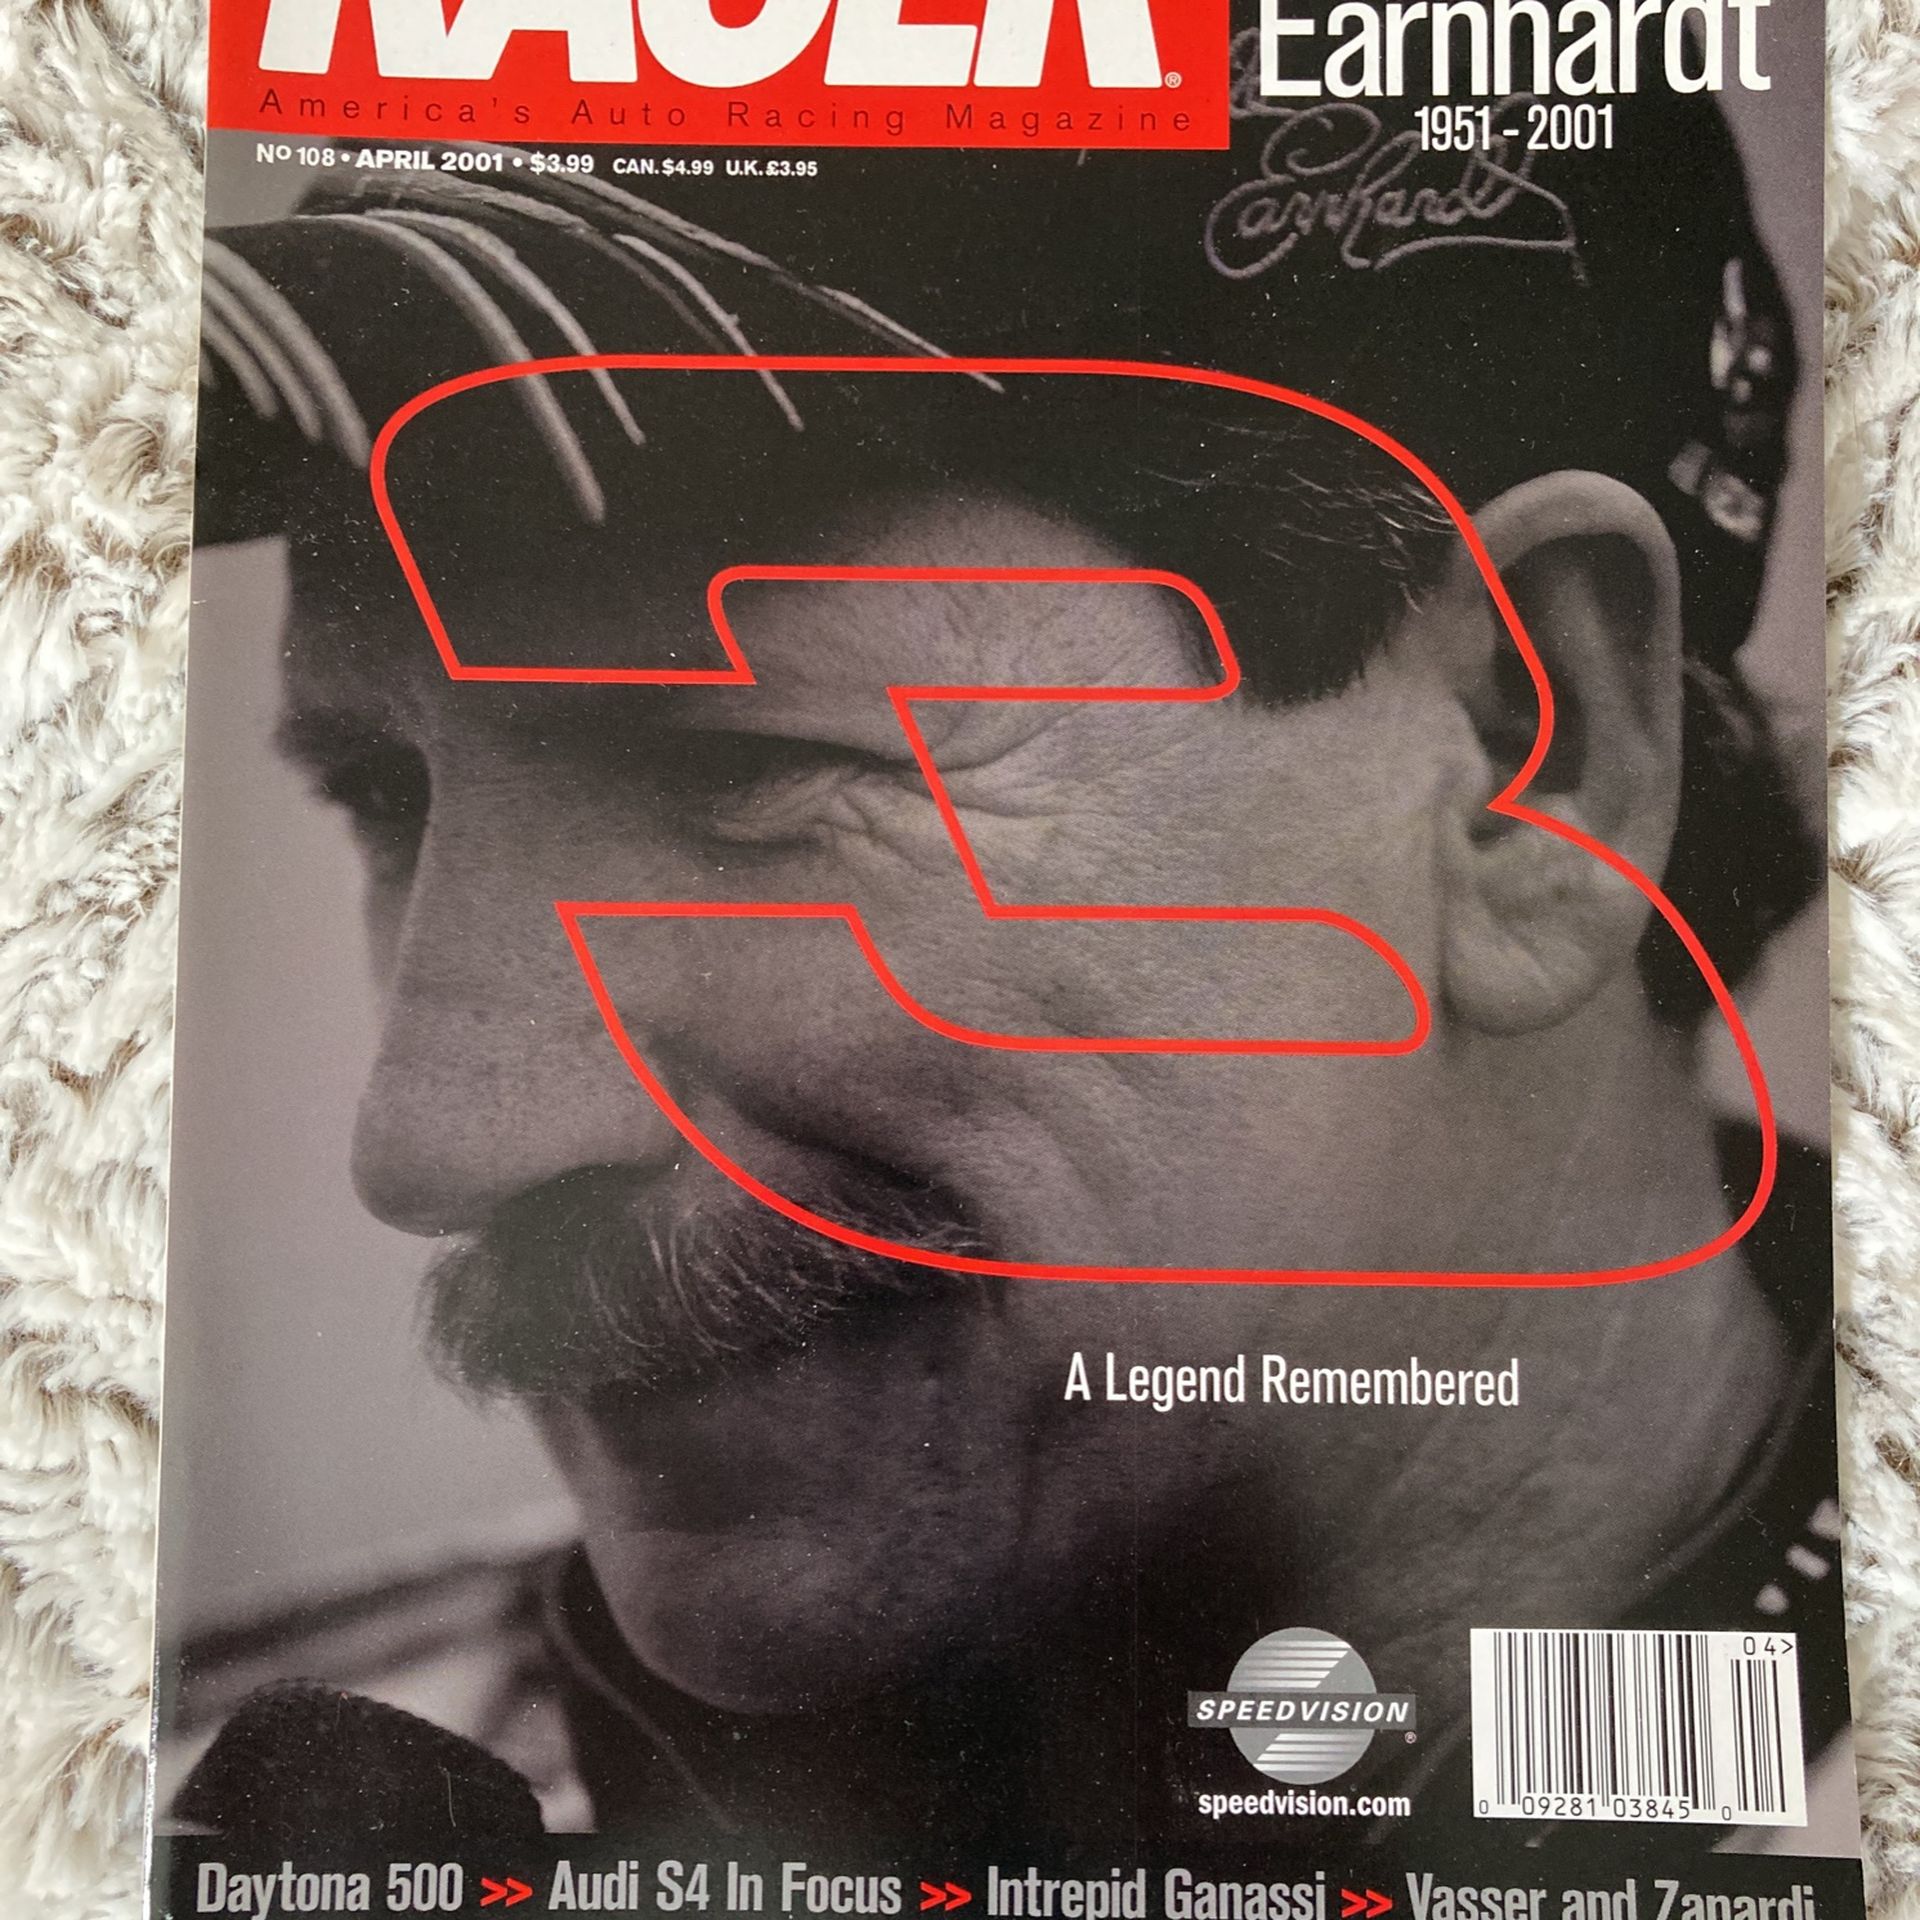 RACER®
Earnhardt
America's Auto Racing Magazine
1951-2001
No 108 • APRIL 2001 • $3.99 CAN. $4.99 U.K. £3.95
Earnhardt
3
A Legend Remembered
04>
SPEEDVISION®
speedvision.com
0 09281 03845 0
Daytona 500 >> Audi S4 In Focus >> Intrepid Ganassi >> Vasser and Zanardi